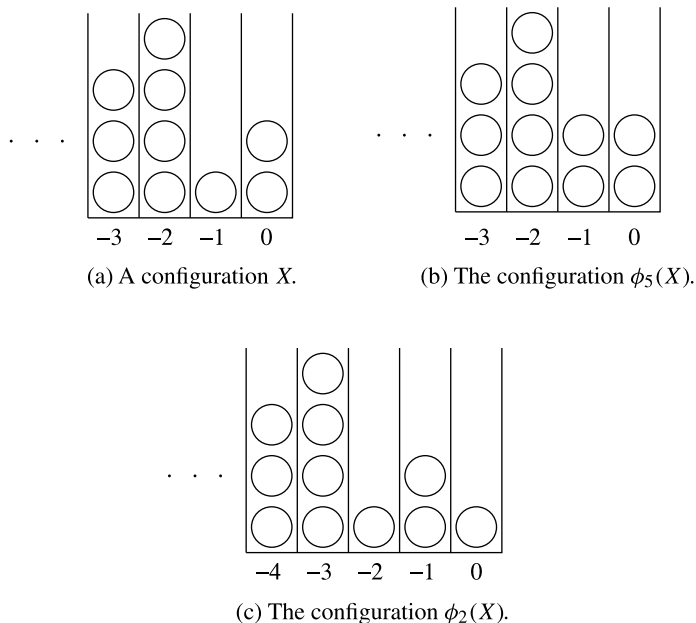 · · ·
−3 −2 −1 0
(a) A configuration X.
· · ·
−3 −2 −1 0
(b) The configuration ϕ₅(X).
· · ·
−4 −3 −2 −1 0
(c) The configuration ϕ₂(X).